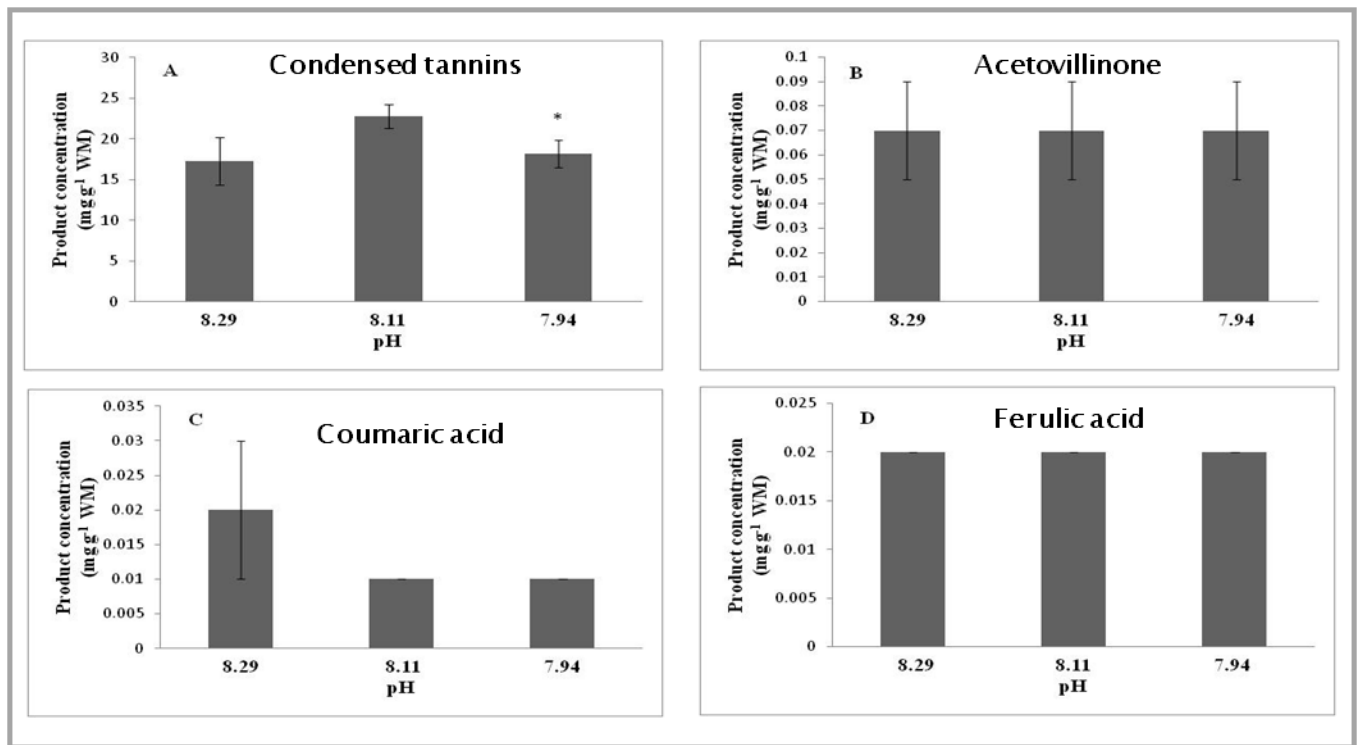 A
Condensed tannins
Product concentration
(mgg-1 WM)
30
25
20
15
10
5
0
*
8.29 8.11 7.94
pH
B
Acetovillinone
Product concentration
(mgg-1 WM)
0.1
0.09
0.08
0.07
0.06
0.05
0.04
0.03
0.02
0.01
0
8.29 8.11 7.94
pH
C
Coumaric acid
Product concentration
(mgg-1 WM)
0.035
0.03
0.025
0.02
0.015
0.01
0.005
0
8.29 8.11 7.94
pH
D
Ferulic acid
Product concentration
(mgg-1 WM)
0.025
0.02
0.015
0.01
0.005
0
8.29 8.11 7.94
pH